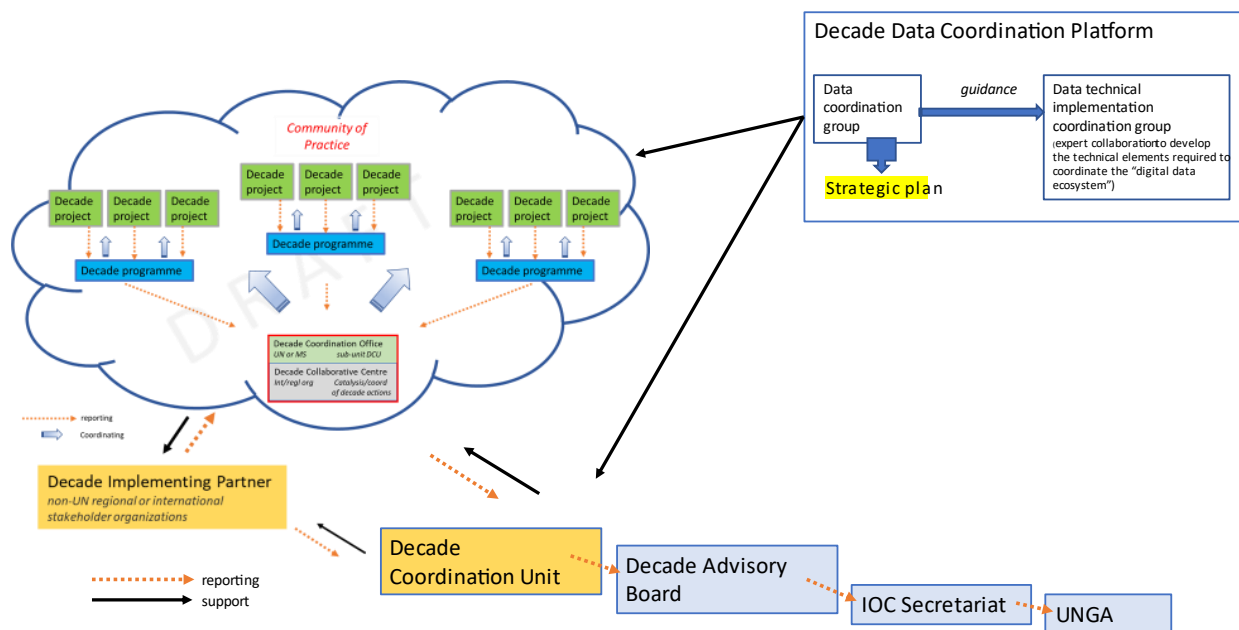 Decade Data Coordination Platform
Data
coordination
group
guidance
Data technical
implementation
coordination group
(expert collaboration to develop
the technical elements required to
coordinate the “digital data
ecosystem”)
Strategic plan
Community of
Practice
Decade
project
Decade
project
Decade
project
Decade programme
Decade
project
Decade
project
Decade
project
Decade programme
Decade
project
Decade
project
Decade
project
Decade programme
DRAFT
Decade Coordination Office
UN or MS sub-unit DCU
Decade Collaborative Centre
Int/regl org Catalysis/coord
of decade actions
reporting
Coordinating
Decade Implementing Partner
non-UN regional or international
stakeholder organizations
Decade
Coordination Unit
Decade Advisory
Board
IOC Secretariat
UNGA
reporting
support